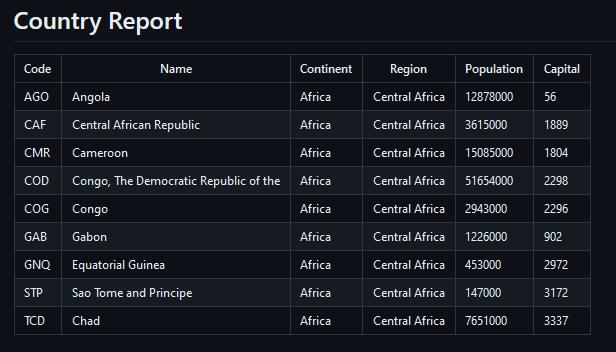 Country Report
Code Name Continent Region Population Capital
AGO Angola Africa Central Africa 12878000 56
CAF Central African Republic Africa Central Africa 3615000 1889
CMR Cameroon Africa Central Africa 15085000 1804
COD Congo, The Democratic Republic of the Africa Central Africa 51654000 2298
COG Congo Africa Central Africa 2943000 2296
GAB Gabon Africa Central Africa 1226000 902
GNQ Equatorial Guinea Africa Central Africa 453000 2972
STP Sao Tome and Principe Africa Central Africa 147000 3172
TCD Chad Africa Central Africa 7651000 3337